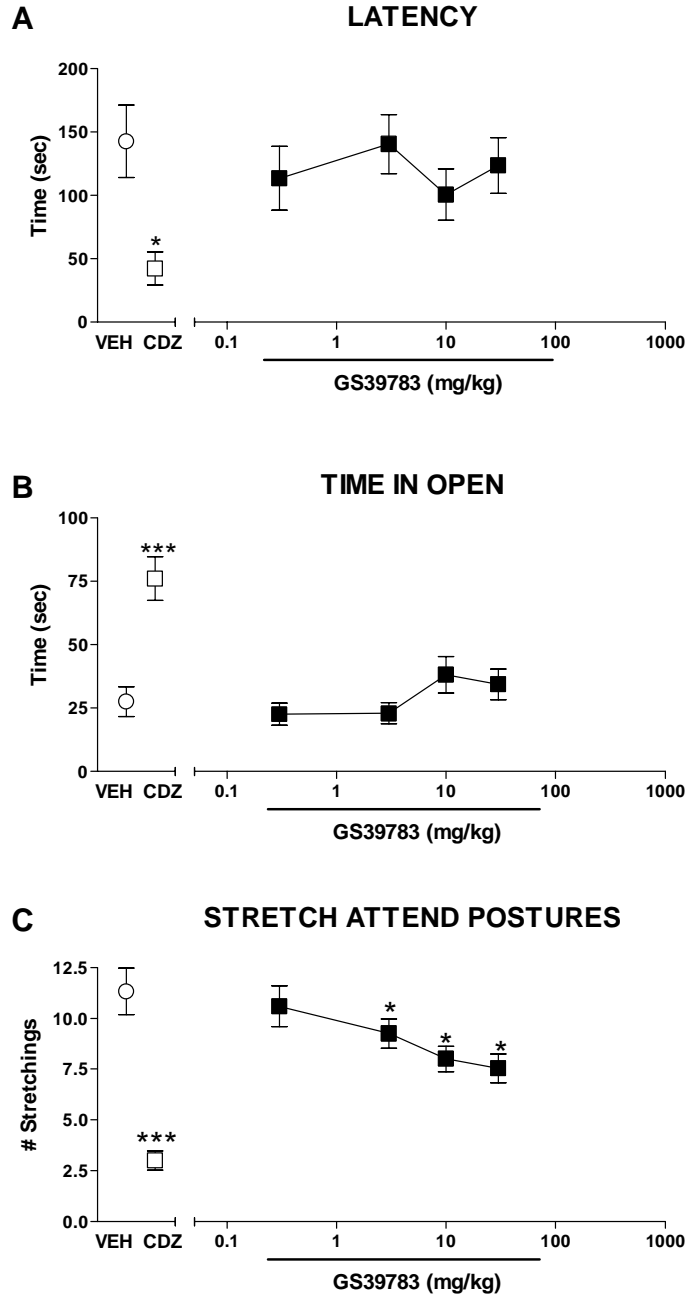 A
LATENCY
200
150
100
50
0
Time (sec)
*
VEH CDZ 0.1 1 10 100 1000
GS39783 (mg/kg)
B
TIME IN OPEN
100
75
50
25
0
Time (sec)
***
VEH CDZ 0.1 1 10 100 1000
GS39783 (mg/kg)
C
STRETCH ATTEND POSTURES
12.5
10.0
7.5
5.0
2.5
0.0
# Stretchings
***
* * *
VEH CDZ 0.1 1 10 100 1000
GS39783 (mg/kg)